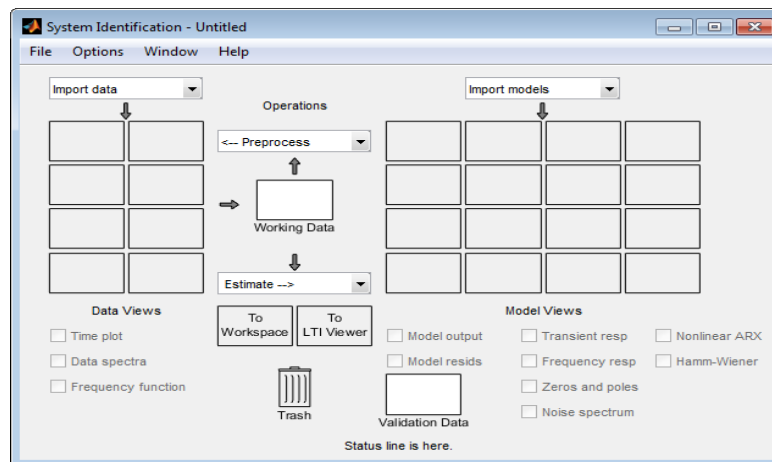 System Identification - Untitled
File Options Window Help
Import data
Import models
Operations
<-- Preprocess
Working Data
Estimate -->
Data Views
Time plot
Data spectra
Frequency function
To
Workspace
To
LTI Viewer
Trash
Model Views
Model output
Transient resp
Nonlinear ARX
Model resids
Frequency resp
Hamm-Wiener
Zeros and poles
Noise spectrum
Validation Data
Status line is here.